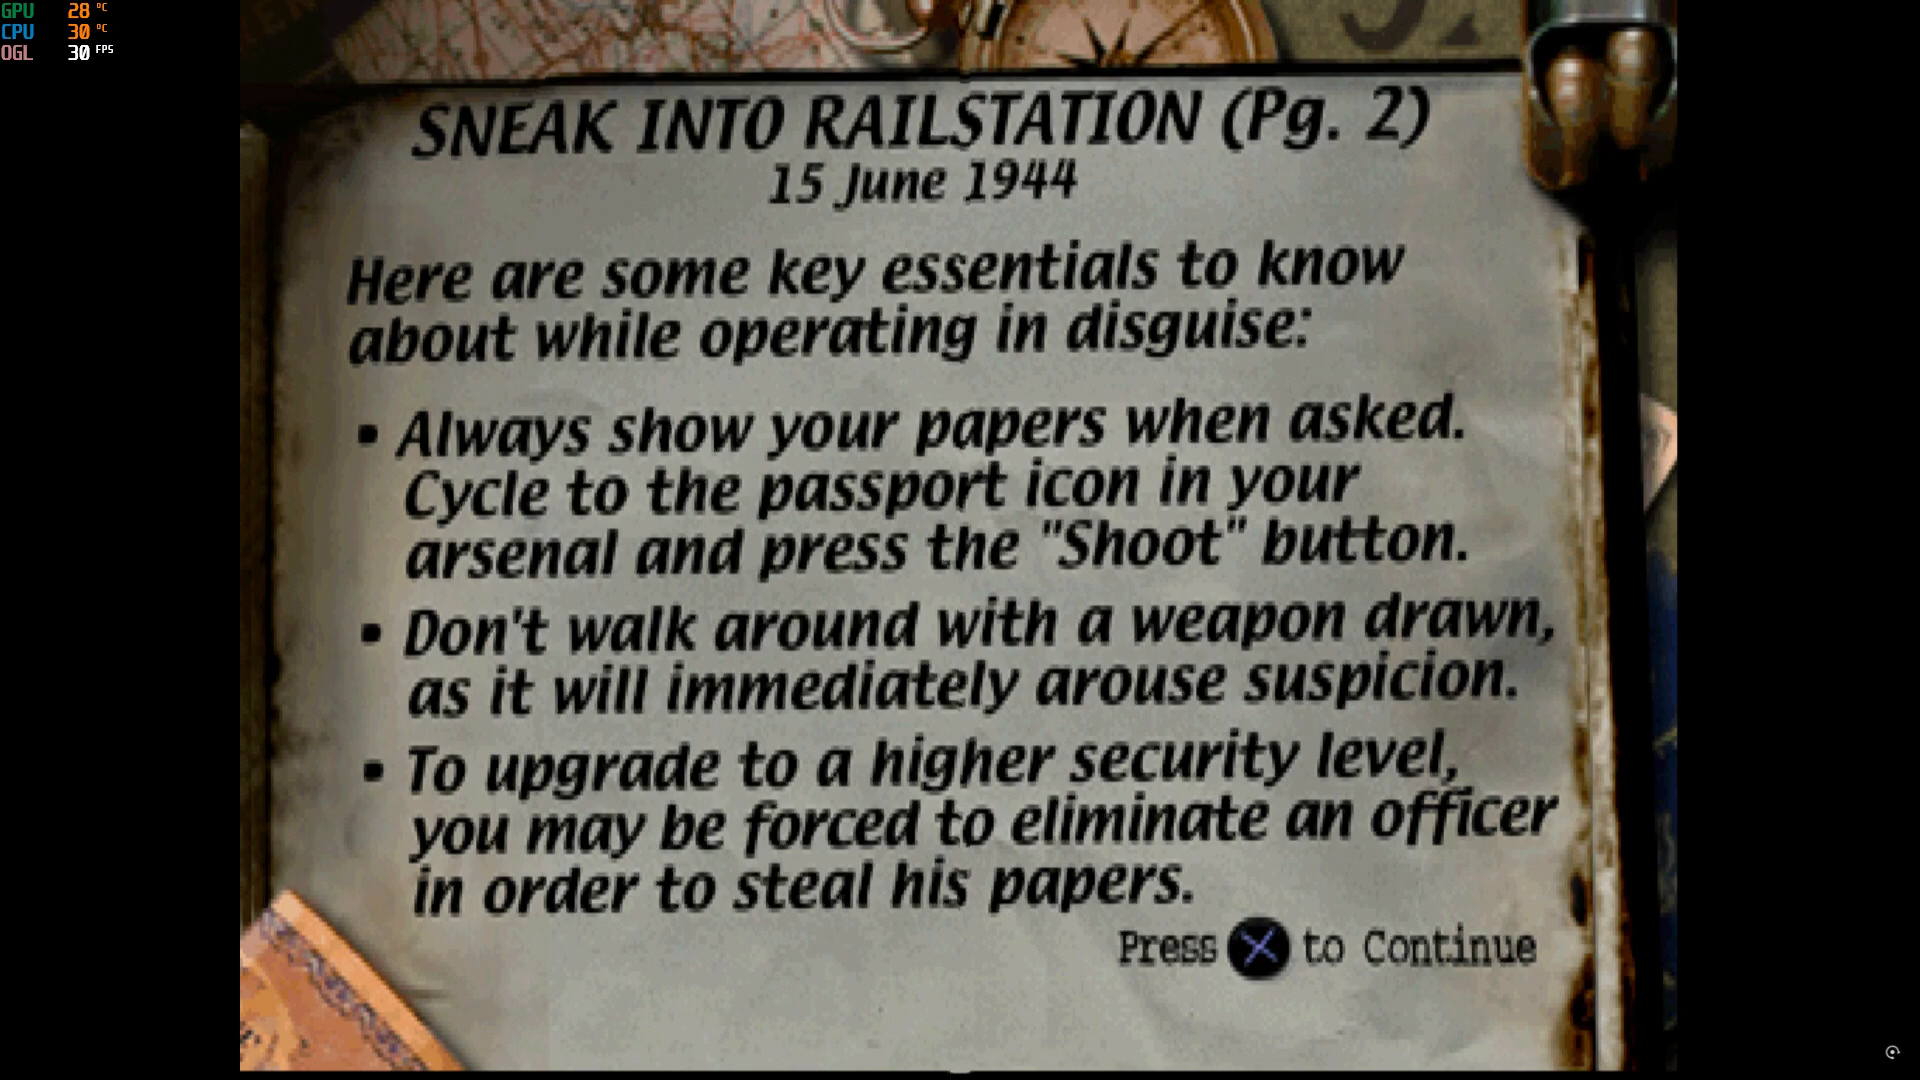 GPU 28 °C
CPU 30 °C
OGL 30 FPS
SNEAK INTO RAILSTATION (Pg. 2)
15 June 1944
Here are some key essentials to know
about while operating in disguise:
• Always show your papers when asked.
Cycle to the passport icon in your
arsenal and press the "Shoot" button.
• Don't walk around with a weapon drawn,
as it will immediately arouse suspicion.
• To upgrade to a higher security level,
you may be forced to eliminate an officer
in order to steal his papers.
Press X to Continue